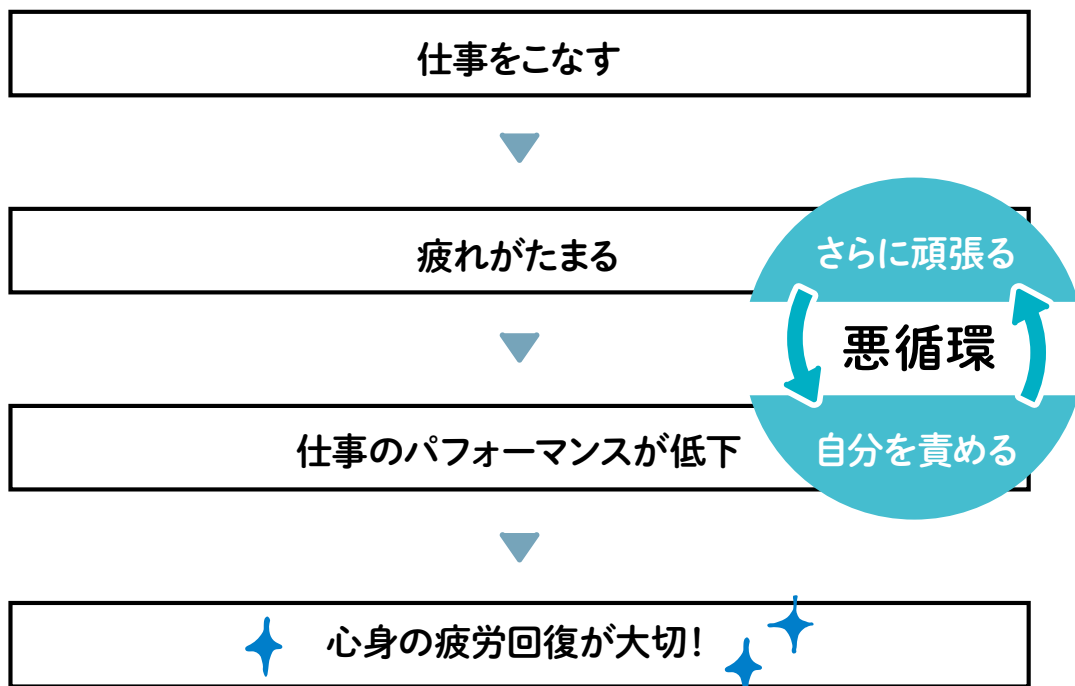 仕事をこなす
疲れがたまる
さらに頑張る
悪循環
仕事のパフォーマンスが低下
自分を責める
心身の疲労回復が大切！